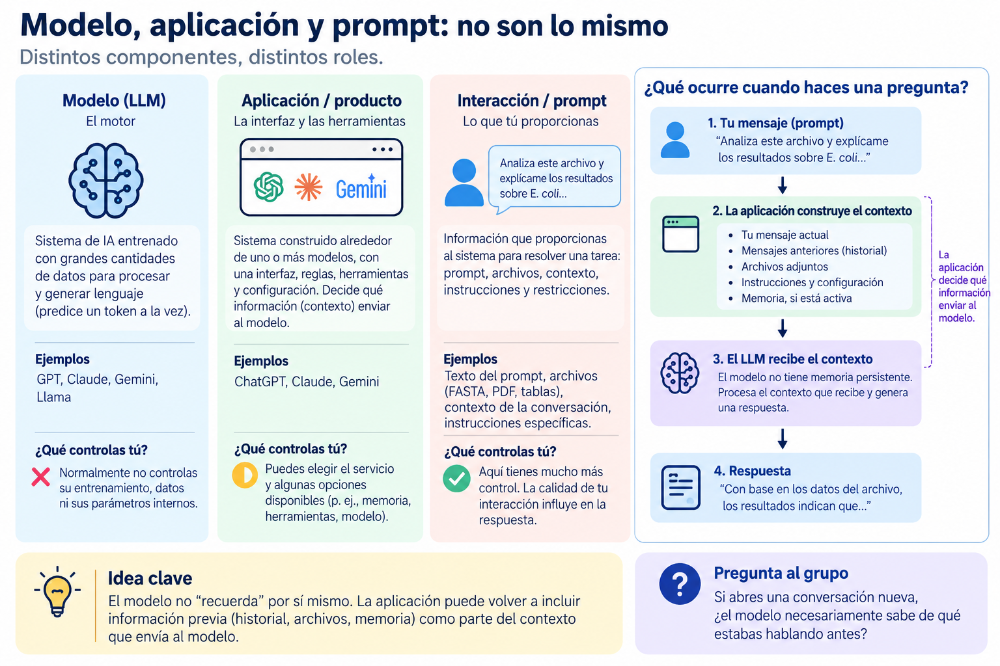 Modelo, aplicación y prompt: no son lo mismo
Distintos componentes, distintos roles.
Modelo (LLM)
El motor
Sistema de IA entrenado
con grandes cantidades
de datos para procesar
y generar lenguaje
(predice un token a la vez).
Ejemplos
GPT, Claude, Gemini,
Llama
¿Qué controlas tú?
Normalmente no controlas
su entrenamiento, datos
ni sus parámetros internos.
Aplicación / producto
La interfaz y las herramientas
Gemini
Sistema construido alrededor
de uno o más modelos, con
una interfaz, reglas, herramientas
y configuración. Decide qué
información (contexto) enviar
al modelo.
Ejemplos
ChatGPT, Claude, Gemini
¿Qué controlas tú?
Puedes elegir el servicio
y algunas opciones
disponibles (p. ej., memoria,
herramientas, modelo).
Interacción / prompt
Lo que tú proporcionas
Analiza este archivo y
explícame los resultados
sobre E. coli...
Información que proporcionas
al sistema para resolver una tarea:
prompt, archivos, contexto,
instrucciones y restricciones.
Ejemplos
Texto del prompt, archivos
(FASTA, PDF, tablas),
contexto de la conversación,
instrucciones específicas.
¿Qué controlas tú?
Aquí tienes mucho más
control. La calidad de tu
interacción influye en la
respuesta.
¿Qué ocurre cuando haces una pregunta?
1. Tu mensaje (prompt)
“Analiza este archivo y explícame
los resultados sobre E. coli...”
2. La aplicación construye el contexto
• Tu mensaje actual
• Mensajes anteriores (historial)
• Archivos adjuntos
• Instrucciones y configuración
• Memoria, si está activa
La
aplicación
decide qué
información
enviar al
modelo.
3. El LLM recibe el contexto
El modelo no tiene memoria persistente.
Procesa el contexto que recibe y genera
una respuesta.
4. Respuesta
“Con base en los datos del archivo,
los resultados indican que...”
Idea clave
El modelo no “recuerda” por sí mismo. La aplicación puede volver a incluir
información previa (historial, archivos, memoria) como parte del contexto
que envía al modelo.
?
Pregunta al grupo
Si abres una conversación nueva,
¿el modelo necesariamente sabe de qué
estabas hablando antes?